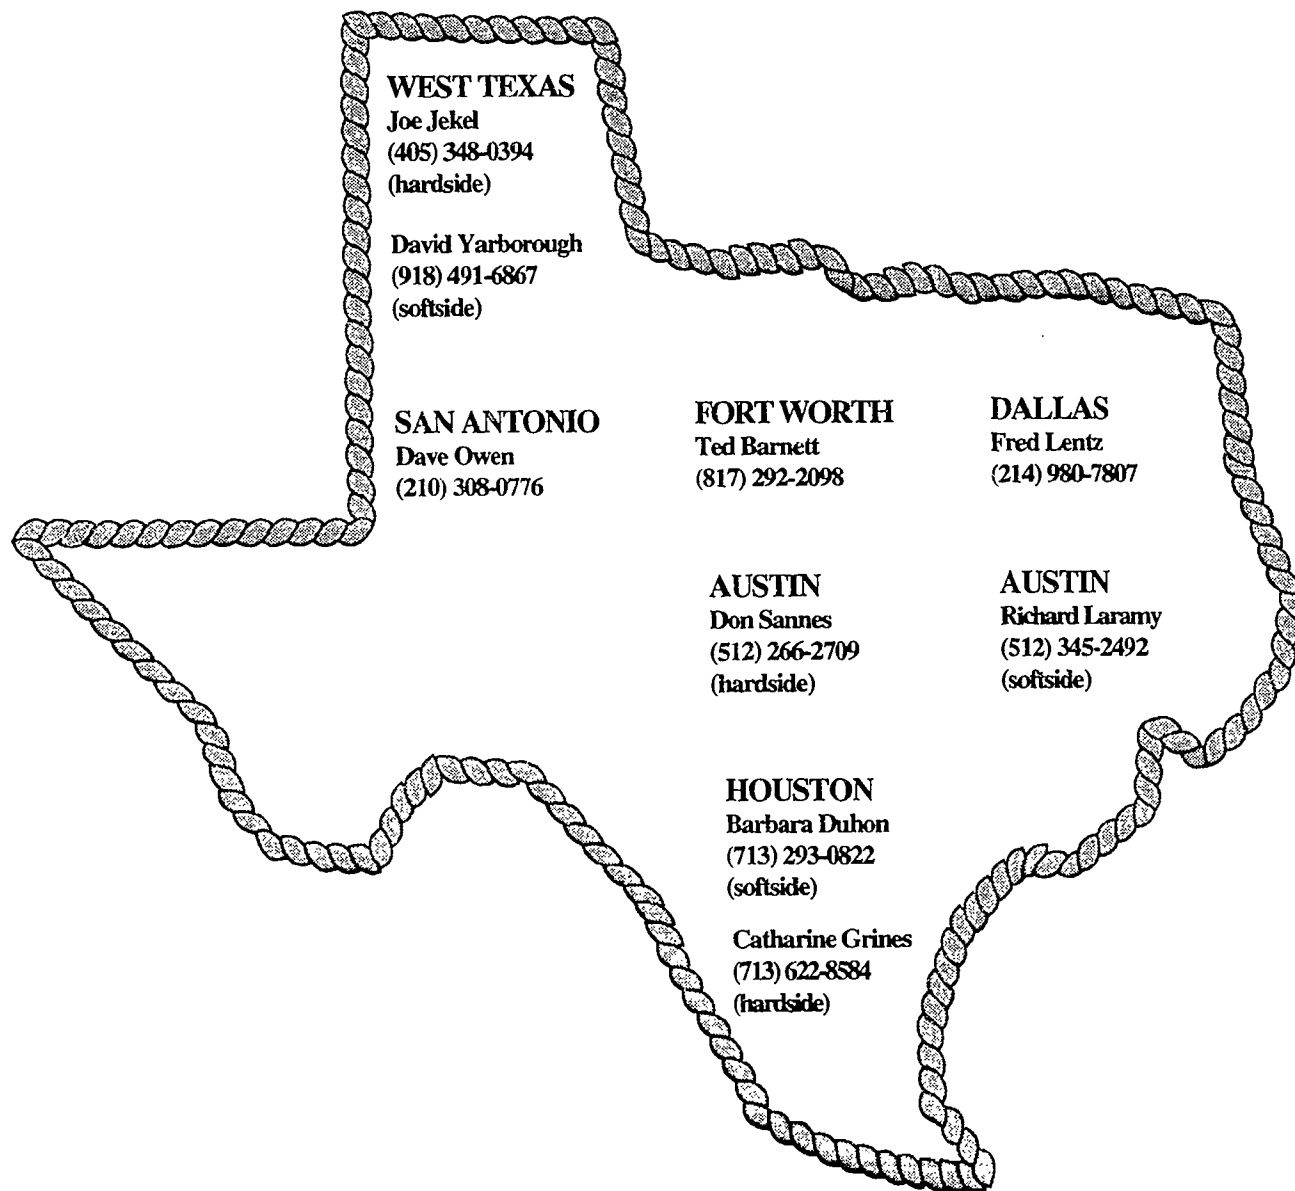 WEST TEXAS
Joe Jekel
(405) 348-0394
(hardside)
David Yarborough
(918) 491-6867
(softside)
SAN ANTONIO
Dave Owen
(210) 308-0776
FORT WORTH
Ted Barnett
(817) 292-2098
DALLAS
Fred Lentz
(214) 980-7807
AUSTIN
Don Sannes
(512) 266-2709
(hardside)
AUSTIN
Richard Laramy
(512) 345-2492
(softside)
HOUSTON
Barbara Duhon
(713) 293-0822
(softside)
Catharine Grines
(713) 622-8584
(hardside)